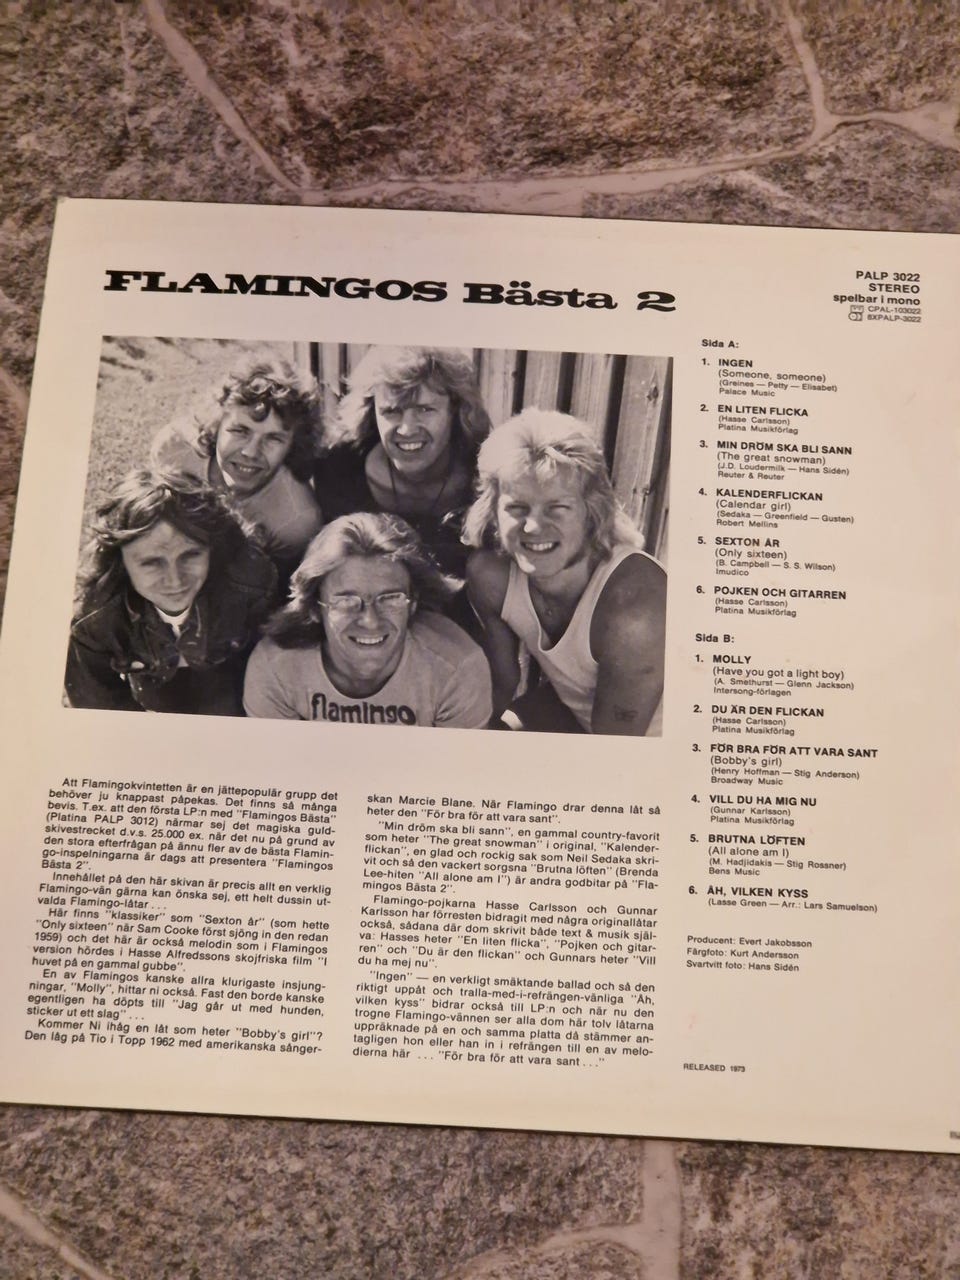 FLAMINGOS Bästa 2
PALP 3022
STEREO
spelbar i mono
CPAL-103022
8XPALP-3022
flamingo
Att Flamingokvintetten är en jättepopulär grupp det
behöver ju knappast påpekas. Det finns så många
bevis. T.ex. att den första LP:n med "Flamingos Bästa"
(Platina PALP 3012) närmar sej det magiska guld-
skivestrecket d.v.s. 25.000 ex. när det nu på grund av
den stora efterfrågan på ännu fler av de bästa Flamin-
go-inspelningarna är dags att presentera "Flamingos
Bästa 2".
Innehållet på den här skivan är precis allt en verklig
Flamingo-vän gärna kan önska sej, ett helt dussin ut-
valda Flamingo-låtar...
Här finns "klassiker" som "Sexton år" (som hette
"Only sixteen" när Sam Cooke först sjöng in den redan
1959) och det här är också melodin som i Flamingos
version hördes i Hasse Alfredssons skojfriska film "I
huvet på en gammal gubbe".
En av Flamingos kanske allra klurigaste insjung-
ningar, "Molly", hittar ni också. Fast den borde kanske
egentligen ha döpts till "Jag går ut med hunden,
sticker ut ett slag"...
Kommer Ni ihåg en låt som heter "Bobby's girl"?
Den låg på Tio i Topp 1962 med amerikanska sånger-
skan Marcie Blane. När Flamingo drar denna låt så
heter den "För bra för att vara sant".
"Min dröm ska bli sann", en gammal country-favorit
som heter "The great snowman" i original, "Kalender-
flickan", en glad och rockig sak som Neil Sedaka skri-
vit och så den vackert sorgsna "Brutna löften" (Brenda
Lee-hiten "All alone am I") är andra godbitar på "Fla-
mingos Bästa 2".
Flamingo-pojkarna Hasse Carlsson och Gunnar
Karlsson har förresten bidragit med några originallåtar
också, sådana där dom skrivit både text & musik själ-
va: Hasses heter "En liten flicka", "Pojken och gitar-
ren" och "Du är den flickan" och Gunnars heter "Vill
du ha mej nu".
"Ingen" — en verkligt smäktande ballad och så den
riktigt uppåt och tralla-med-i-refrängen-vänliga "Åh,
vilken kyss" bidrar också till LP:n och när nu den
trogne Flamingo-vännen ser alla dom här tolv låtarna
uppräknade på en och samma platta då stämmer an-
tagligen hon eller han in i refrängen till en av melo-
dierna här ... "För bra för att vara sant..."
Sida A:
1. INGEN
(Someone, someone)
(Greines — Petty — Elisabet)
Palace Music
2. EN LITEN FLICKA
(Hasse Carlsson)
Platina Musikförlag
3. MIN DRÖM SKA BLI SANN
(The great snowman)
(J.D. Loudermilk — Hans Sidén)
Reuter & Reuter
4. KALENDERFLICKAN
(Calendar girl)
(Sedaka — Greenfield — Gusten)
Robert Mellins
5. SEXTON ÅR
(Only sixteen)
(B. Campbell — S. S. Wilson)
Imudico
6. POJKEN OCH GITARREN
(Hasse Carlsson)
Platina Musikförlag
Sida B:
1. MOLLY
(Have you got a light boy)
(A. Smethurst — Glenn Jackson)
Intersong-förlagen
2. DU ÄR DEN FLICKAN
(Hasse Carlsson)
Platina Musikförlag
3. FÖR BRA FÖR ATT VARA SANT
(Bobby's girl)
(Henry Hoffman — Stig Anderson)
Broadway Music
4. VILL DU HA MIG NU
(Gunnar Karlsson)
Platina Musikförlag
5. BRUTNA LÖFTEN
(All alone am I)
(M. Hadjidakis — Stig Rossner)
Bens Music
6. ÅH, VILKEN KYSS
(Lasse Green — Arr.: Lars Samuelson)
Producent: Evert Jakobsson
Färgfoto: Kurt Andersson
Svartvitt foto: Hans Sidén
RELEASED 1973